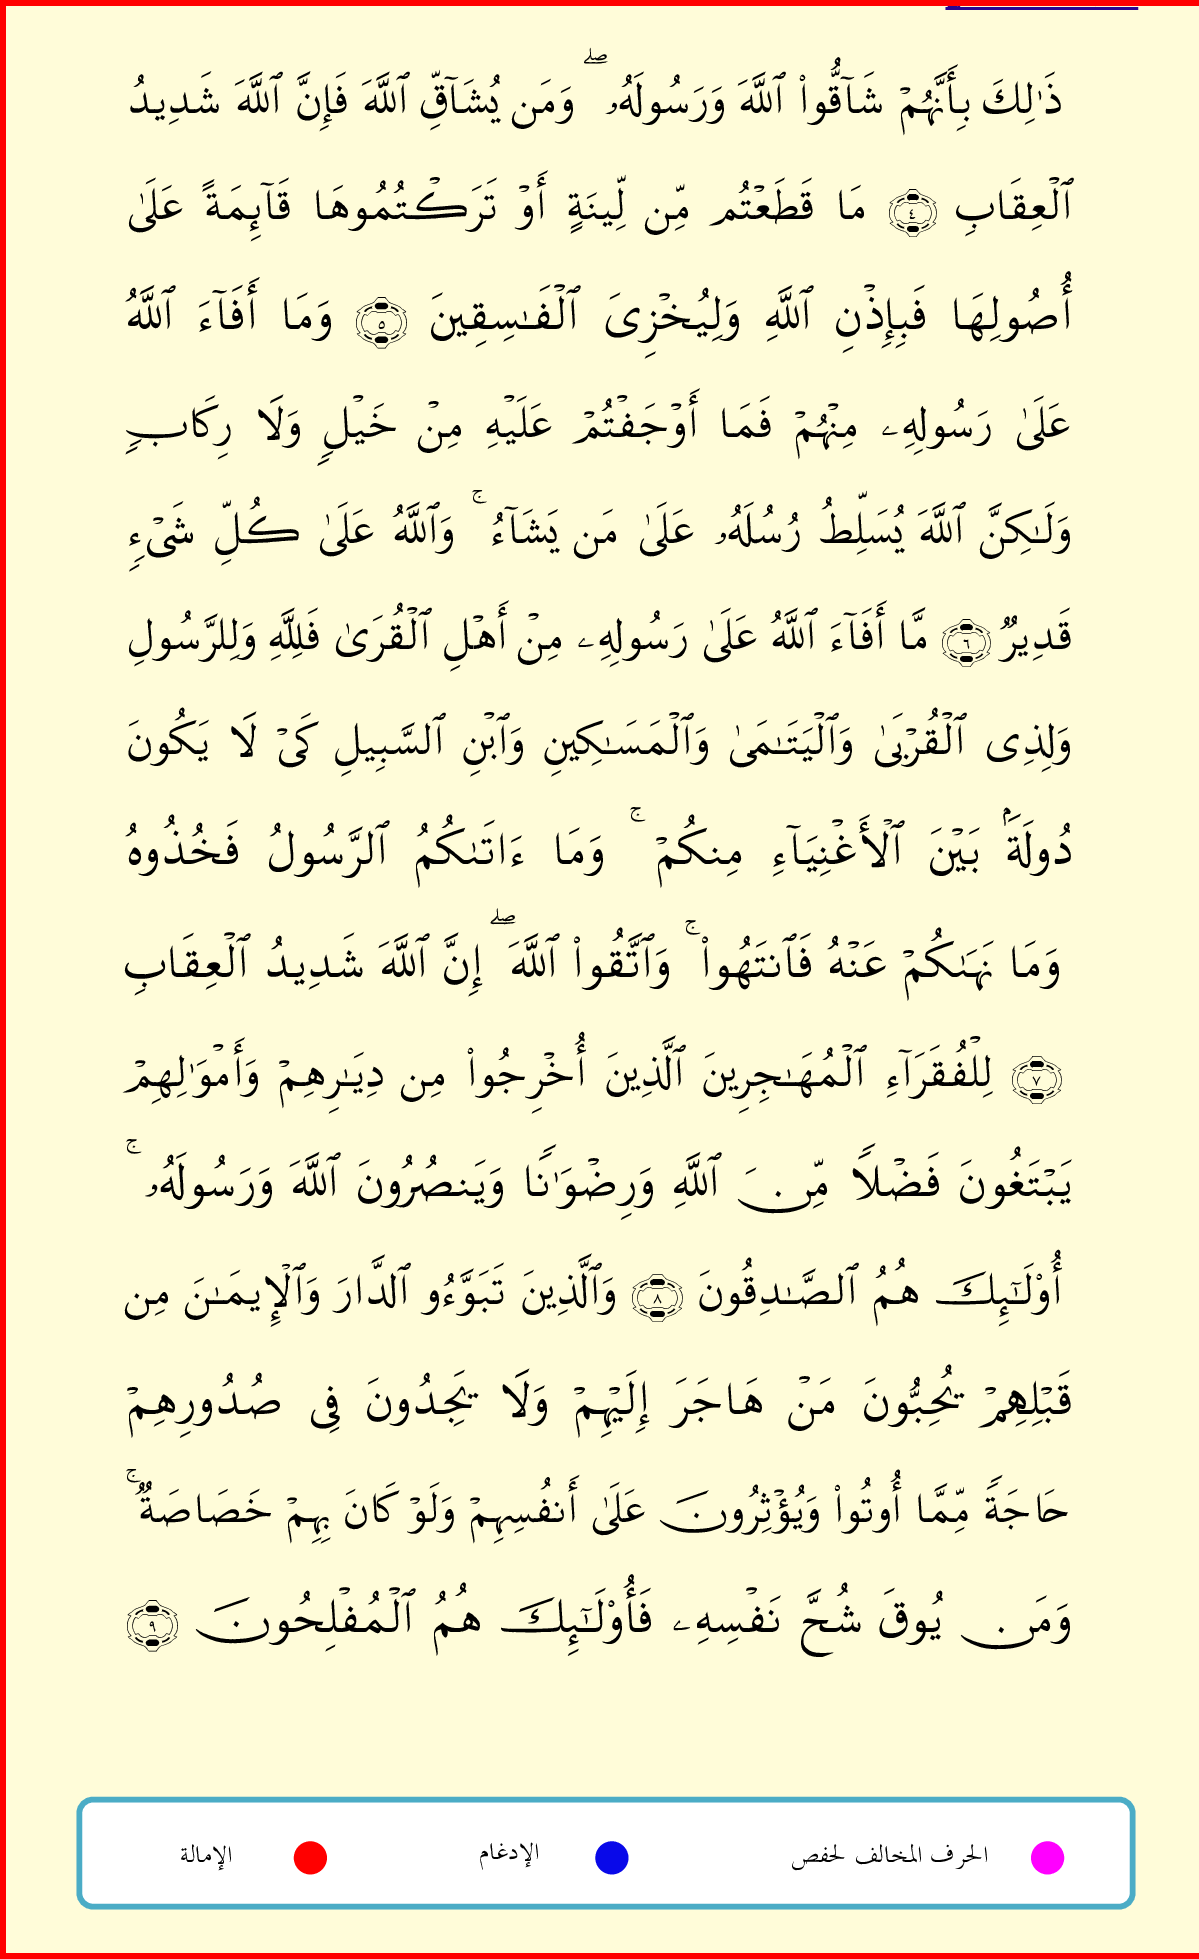 ذَٰلِكَ بِأَنَّهُمۡ شَآقُّواْ ٱللَّهَ وَرَسُولَهُۥۖ وَمَن يُشَآقِّ ٱللَّهَ فَإِنَّ ٱللَّهَ شَدِيدُ
ٱلۡعِقَابِ ٤ مَا قَطَعۡتُم مِّن لِّينَةٍ أَوۡ تَرَكۡتُمُوهَا قَآئِمَةً عَلَىٰ
أُصُولِهَا فَبِإِذۡنِ ٱللَّهِ وَلِيُخۡزِيَ ٱلۡفَٰسِقِينَ ٥ وَمَا أَفَآءَ ٱللَّهُ
عَلَىٰ رَسُولِهِۦ مِنۡهُمۡ فَمَا أَوۡجَفۡتُمۡ عَلَيۡهِ مِنۡ خَيۡلٍ وَلَا رِكَابٍ
وَلَٰكِنَّ ٱللَّهَ يُسَلِّطُ رُسُلَهُۥ عَلَىٰ مَن يَشَآءُۚ وَٱللَّهُ عَلَىٰ كُلِّ شَيۡءٍ
قَدِيرٌ ٦ مَّا أَفَآءَ ٱللَّهُ عَلَىٰ رَسُولِهِۦ مِنۡ أَهۡلِ ٱلۡقُرَىٰ فَلِلَّهِ وَلِلرَّسُولِ
وَلِذِي ٱلۡقُرۡبَىٰ وَٱلۡيَتَٰمَىٰ وَٱلۡمَسَٰكِينِ وَٱبۡنِ ٱلسَّبِيلِ كَيۡ لَا يَكُونَ
دُولَةَۢ بَيۡنَ ٱلۡأَغۡنِيَآءِ مِنكُمۡۚ وَمَا ءَاتَىٰكُمُ ٱلرَّسُولُ فَخُذُوهُ
وَمَا نَهَىٰكُمۡ عَنۡهُ فَٱنتَهُواْۚ وَٱتَّقُواْ ٱللَّهَۖ إِنَّ ٱللَّهَ شَدِيدُ ٱلۡعِقَابِ
٧ لِلۡفُقَرَآءِ ٱلۡمُهَٰجِرِينَ ٱلَّذِينَ أُخۡرِجُواْ مِن دِيَٰرِهِمۡ وَأَمۡوَٰلِهِمۡ
يَبۡتَغُونَ فَضۡلًا مِّنَ ٱللَّهِ وَرِضۡوَٰنًا وَيَنصُرُونَ ٱللَّهَ وَرَسُولَهُۥۚ
أُوْلَٰٓئِكَ هُمُ ٱلصَّٰدِقُونَ ٨ وَٱلَّذِينَ تَبَوَّءُو ٱلدَّارَ وَٱلۡإِيمَٰنَ مِن
قَبۡلِهِمۡ يُحِبُّونَ مَنۡ هَاجَرَ إِلَيۡهِمۡ وَلَا يَجِدُونَ فِي صُدُورِهِمۡ
حَاجَةً مِّمَّا أُوتُواْ وَيُؤۡثِرُونَ عَلَىٰ أَنفُسِهِمۡ وَلَوۡ كَانَ بِهِمۡ خَصَاصَةٌۚ
وَمَن يُوقَ شُحَّ نَفۡسِهِۦ فَأُوْلَٰٓئِكَ هُمُ ٱلۡمُفۡلِحُونَ ٩
الحرف المخالف لحفص الإدغام الإمالة